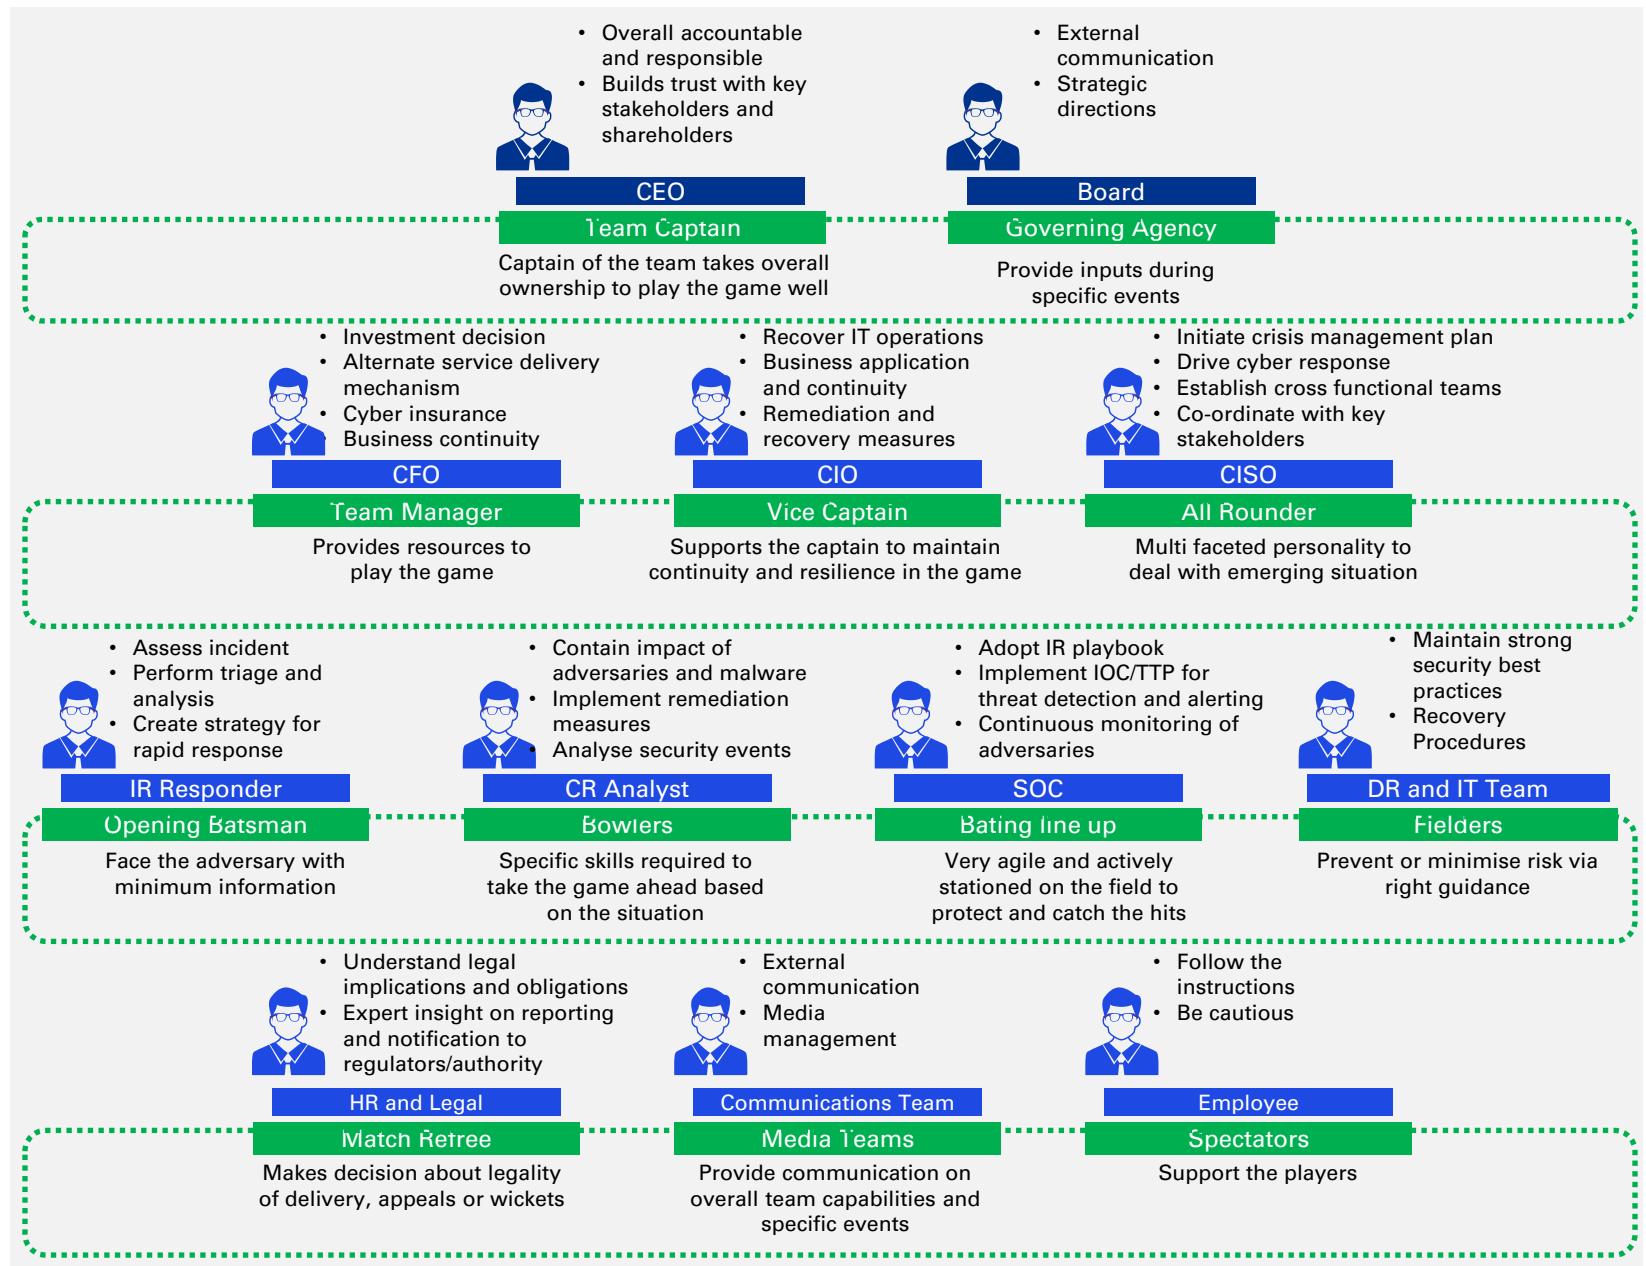 • Overall accountable
and responsible
• Builds trust with key
stakeholders and
shareholders
CEO
Team Captain
Captain of the team takes overall
ownership to play the game well
• External
communication
• Strategic
directions
Board
Governing Agency
Provide inputs during
specific events
• Investment decision
• Alternate service delivery
mechanism
• Cyber insurance
• Business continuity
CFO
Team Manager
Provides resources to
play the game
• Recover IT operations
• Business application
and continuity
• Remediation and
recovery measures
CIO
Vice Captain
Supports the captain to maintain
continuity and resilience in the game
• Initiate crisis management plan
• Drive cyber response
• Establish cross functional teams
• Co-ordinate with key
stakeholders
CISO
All Rounder
Multi faceted personality to
deal with emerging situation
• Assess incident
• Perform triage and
analysis
• Create strategy for
rapid response
IR Responder
Opening Batsman
Face the adversary with
minimum information
• Contain impact of
adversaries and malware
• Implement remediation
measures
• Analyse security events
CR Analyst
Bowlers
Specific skills required to
take the game ahead based
on the situation
• Adopt IR playbook
• Implement IOC/TTP for
threat detection and alerting
• Continuous monitoring of
adversaries
SOC
Bating line up
Very agile and actively
stationed on the field to
protect and catch the hits
• Maintain strong
security best
practices
• Recovery
Procedures
DR and IT Team
Fielders
Prevent or minimise risk via
right guidance
• Understand legal
implications and obligations
• Expert insight on reporting
and notification to
regulators/authority
HR and Legal
Match Refree
Makes decision about legality
of delivery, appeals or wickets
• External
communication
• Media
management
Communications Team
Media Teams
Provide communication on
overall team capabilities and
specific events
• Follow the
instructions
• Be cautious
Employee
Spectators
Support the players